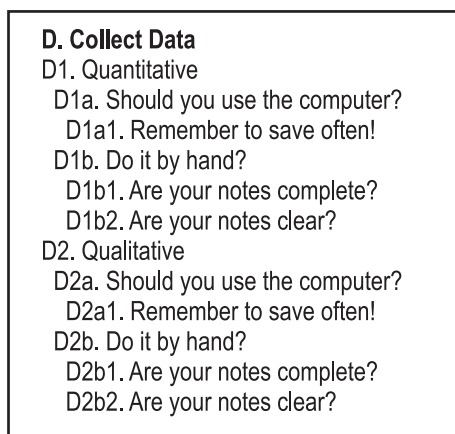 D. Collect Data
D1. Quantitative
D1a. Should you use the computer?
D1a1. Remember to save often!
D1b. Do it by hand?
D1b1. Are your notes complete?
D1b2. Are your notes clear?
D2. Qualitative
D2a. Should you use the computer?
D2a1. Remember to save often!
D2b. Do it by hand?
D2b1. Are your notes complete?
D2b2. Are your notes clear?